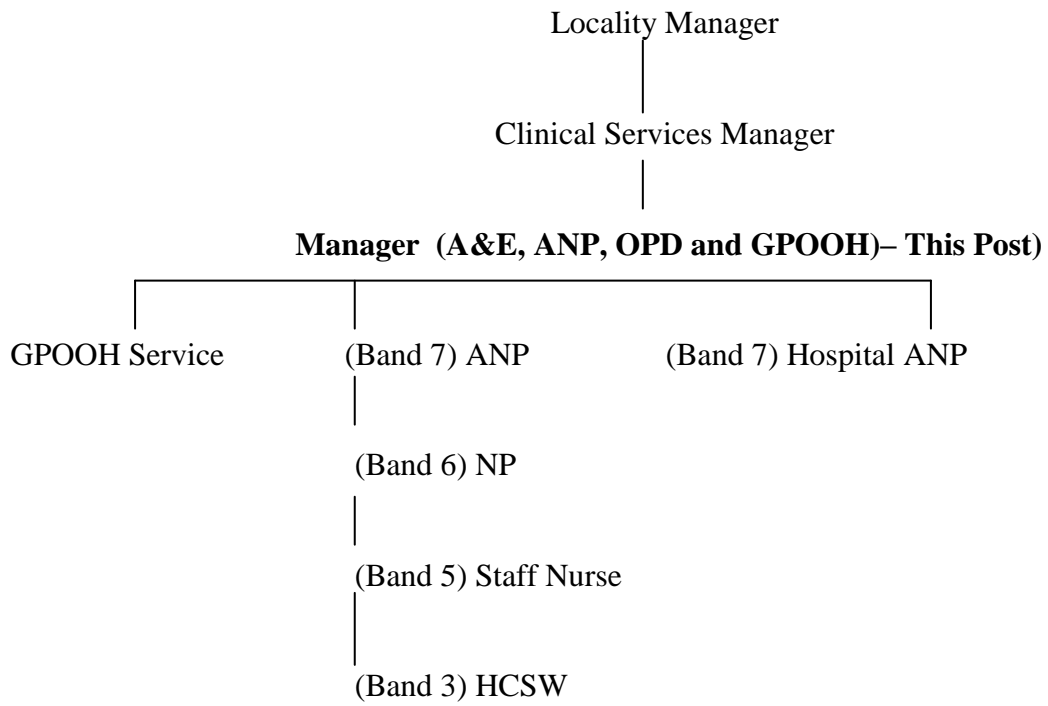 Locality Manager
Clinical Services Manager
Manager (A&E, ANP, OPD and GPOOH)– This Post)
GPOOH Service (Band 7) ANP (Band 7) Hospital ANP
(Band 6) NP
(Band 5) Staff Nurse
(Band 3) HCSW